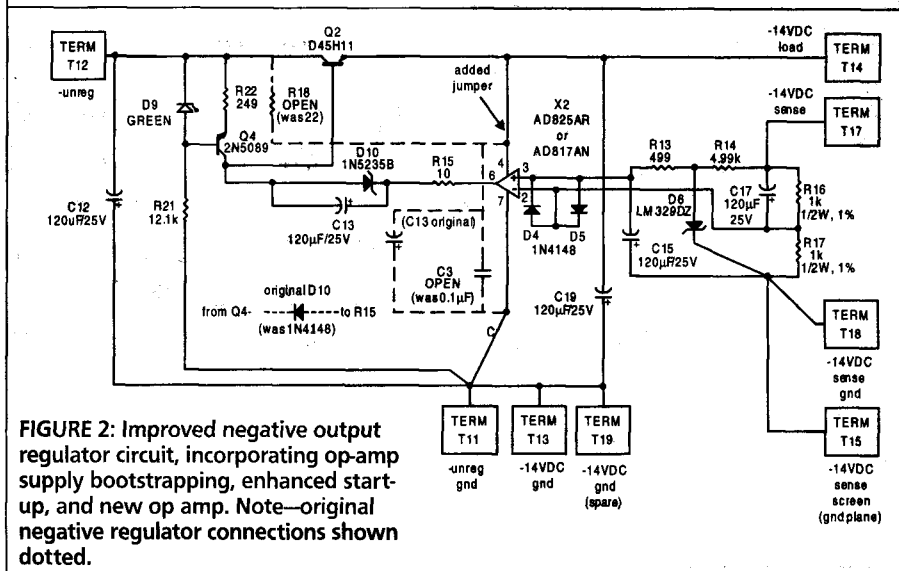 TERM
T12
-unreg
D9
GREEN
R22
249
Q4
2N5089
R18
OPEN
(was22)
Q2
D45H11
added
jumper
X2
AD825AR
or
AD817AN
-14VDC
load
TERM
T14
-14VDC
sense
TERM
T17
R13
499
R14
4.99k
D10
1N5235B
R15
10
6
4
3
7
2
D4
D5
1N4148
D6
LM329DZ
C17
120µF
25V
R16
1k
1/2W, 1%
R17
1k
1/2W, 1%
C12
120uF/25V
R21
12.1k
C13
120µF/25V
(C13 original)
C3
OPEN
(was0.1µF)
C15
120µF/25V
C19
120µF/25V
original D10
from Q4-
to R15
(was1N4148)
C
TERM
T18
-14VDC
sense
gnd
TERM
T15
-14VDC
sense
screen
(gndplane)
TERM
T11
-unreg
gnd
TERM
T13
-14VDC
gnd
TERM
T19
-14VDC
gnd
(spare)
FIGURE 2: Improved negative output
regulator circuit, incorporating op-amp
supply bootstrapping, enhanced start-
up, and new op amp. Note—original
negative regulator connections shown
dotted.